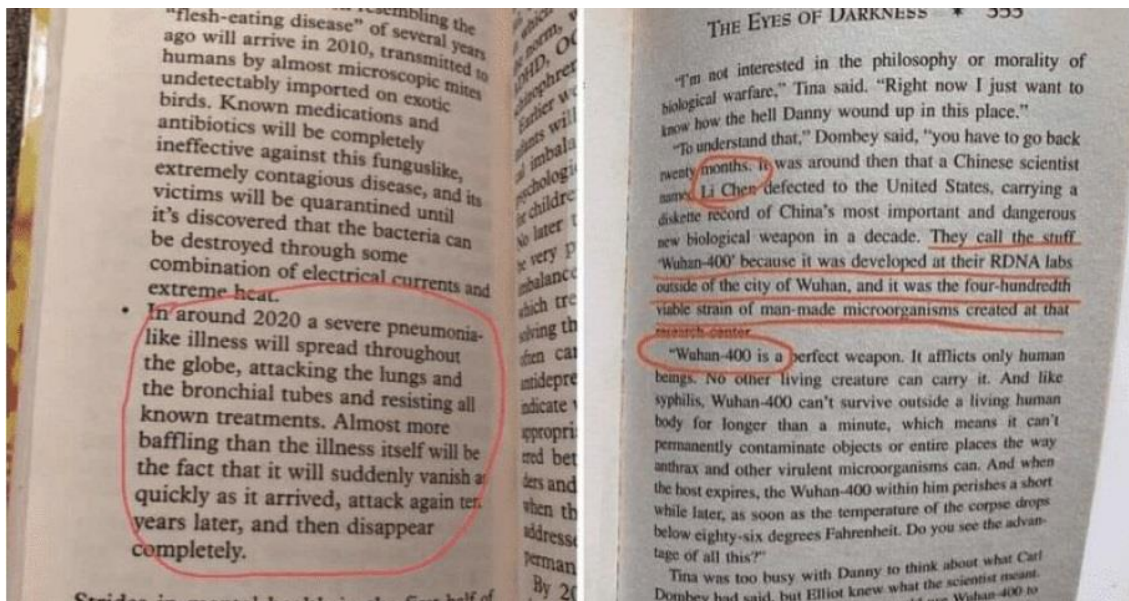 "flesh-eating disease" of several years
ago will arrive in 2010, transmitted to
humans by almost microscopic mites
undetectably imported on exotic
birds. Known medications and
antibiotics will be completely
ineffective against this funguslike,
extremely contagious disease, and its
victims will be quarantined until
it's discovered that the bacteria can
be destroyed through some
combination of electrical currents and
extreme heat.
• In around 2020 a severe pneumonia-
like illness will spread throughout
the globe, attacking the lungs and
the bronchial tubes and resisting all
known treatments. Almost more
baffling than the illness itself will be
the fact that it will suddenly vanish as
quickly as it arrived, attack again ten
years later, and then disappear
completely.
By 20
THE EYES OF DARKNESS • 333
"I'm not interested in the philosophy or morality of
biological warfare," Tina said. "Right now I just want to
know how the hell Danny wound up in this place."
"To understand that," Dombey said, "you have to go back
twenty months. It was around then that a Chinese scientist
named Li Chen defected to the United States, carrying a
diskette record of China's most important and dangerous
new biological weapon in a decade. They call the stuff
'Wuhan-400' because it was developed at their RDNA labs
outside of the city of Wuhan, and it was the four-hundredth
viable strain of man-made microorganisms created at that
research center.
"Wuhan-400 is a perfect weapon. It afflicts only human
beings. No other living creature can carry it. And like
syphilis, Wuhan-400 can't survive outside a living human
body for longer than a minute, which means it can't
permanently contaminate objects or entire places the way
anthrax and other virulent microorganisms can. And when
the host expires, the Wuhan-400 within him perishes a short
while later, as soon as the temperature of the corpse drops
below eighty-six degrees Fahrenheit. Do you see the advan-
tage of all this?"
Tina was too busy with Danny to think about what Carl
Dombey had said, but Elliot knew what the scientist meant.
Wuhan-400 to